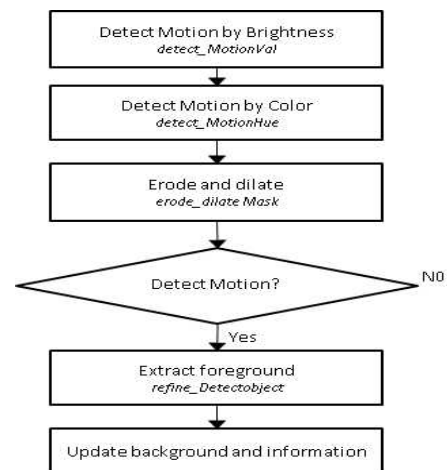 Detect Motion by Brightness
detect_MotionVal
Detect Motion by Color
detect_MotionHue
Erode and dilate
erode_dilate Mask
Detect Motion?
N0
Yes
Extract foreground
refine_Detectobject
Update background and information